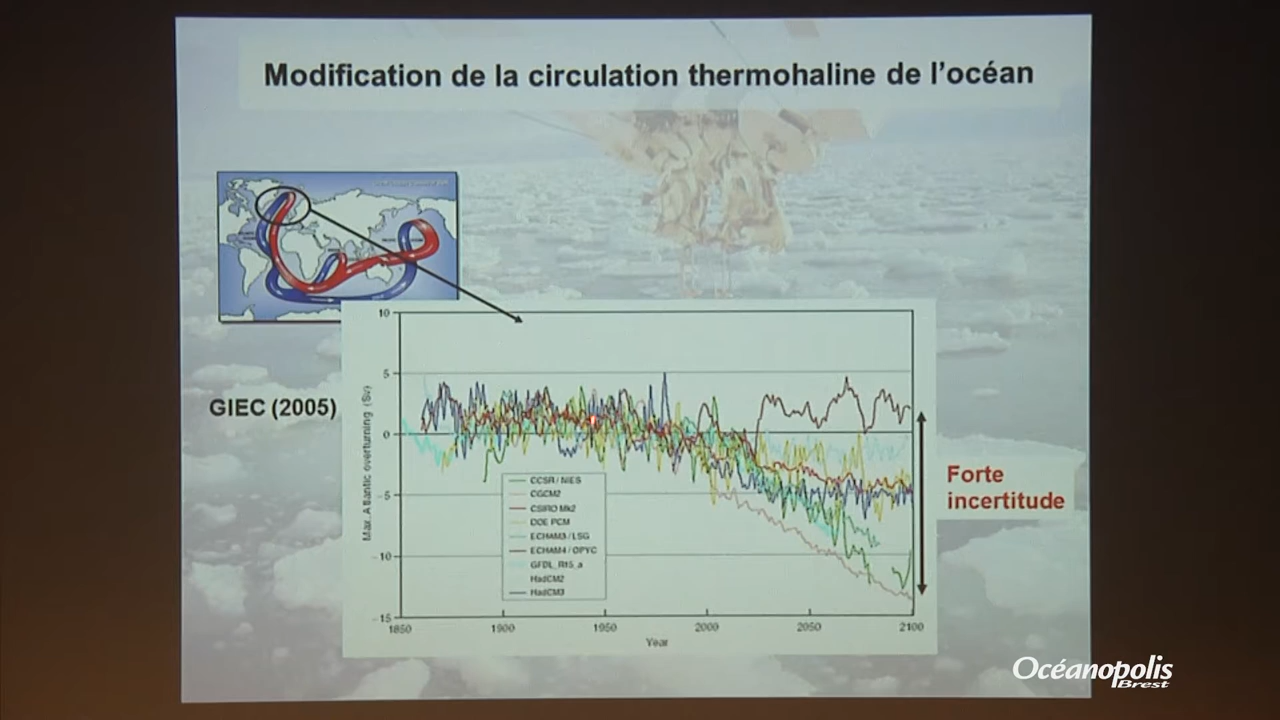 Modification de la circulation thermohaline de l'océan
GIEC (2005)
10
5
0
-5
-10
-15
Max. Atlantic overturning (Sv)
CCSR / NIES
CGCM2
CSIRO Mk2
DOE PCM
ECHAM3 / LSG
ECHAM4 / OPYC
GFDL_R15_a
HadCM2
HadCM3
1850
1900
1950
2000
2050
2100
Year
Forte
incertitude
Océanopolis
Brest